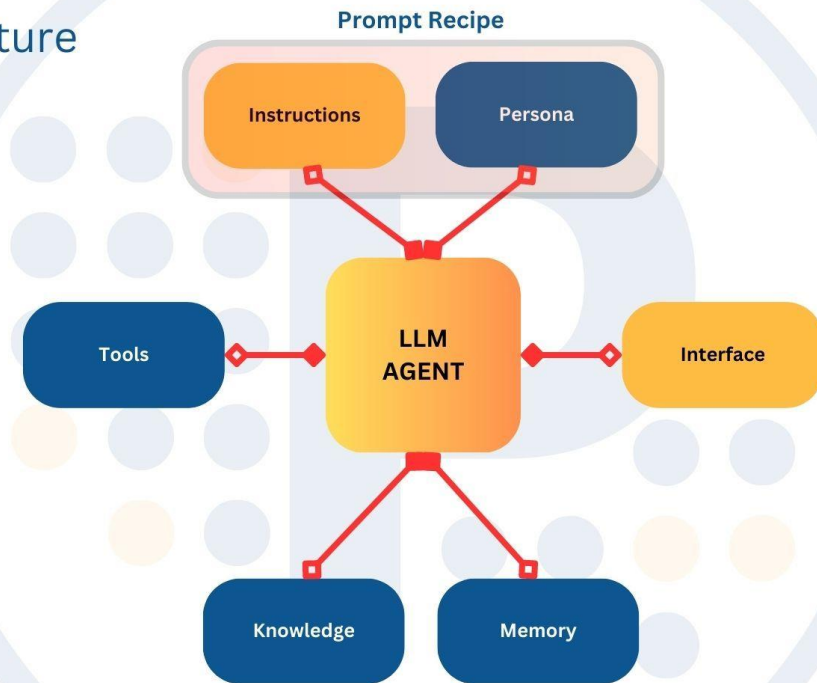 ture
Prompt Recipe
Instructions
Persona
LLM
AGENT
Tools
Interface
Knowledge
Memory